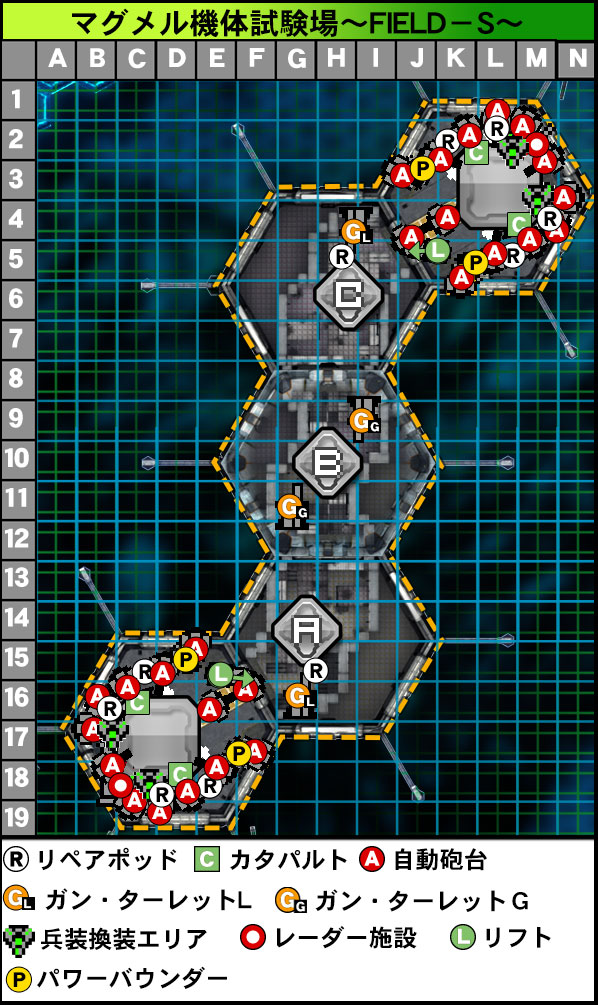 マグメル機体試験場～FIELD－S～
A B C D E F G H I J K L M N
1
A
2
R A
R A C
3
A P A A
4
G L A A R
C A
5
R A L A R A
P
6
C A
7
8
9
G G
10
B
11
G G
12
13
14
A
15
A
R A P R
L
16
A A A G L
R C A
17
A
P A
18
A A
C R
19
R A
A A
R リペアポッド C カタパルト A 自動砲台
G L ガン・ターレットL G G ガン・ターレットG
兵装換装エリア レーダー施設 L リフト
P パワーバウンダー